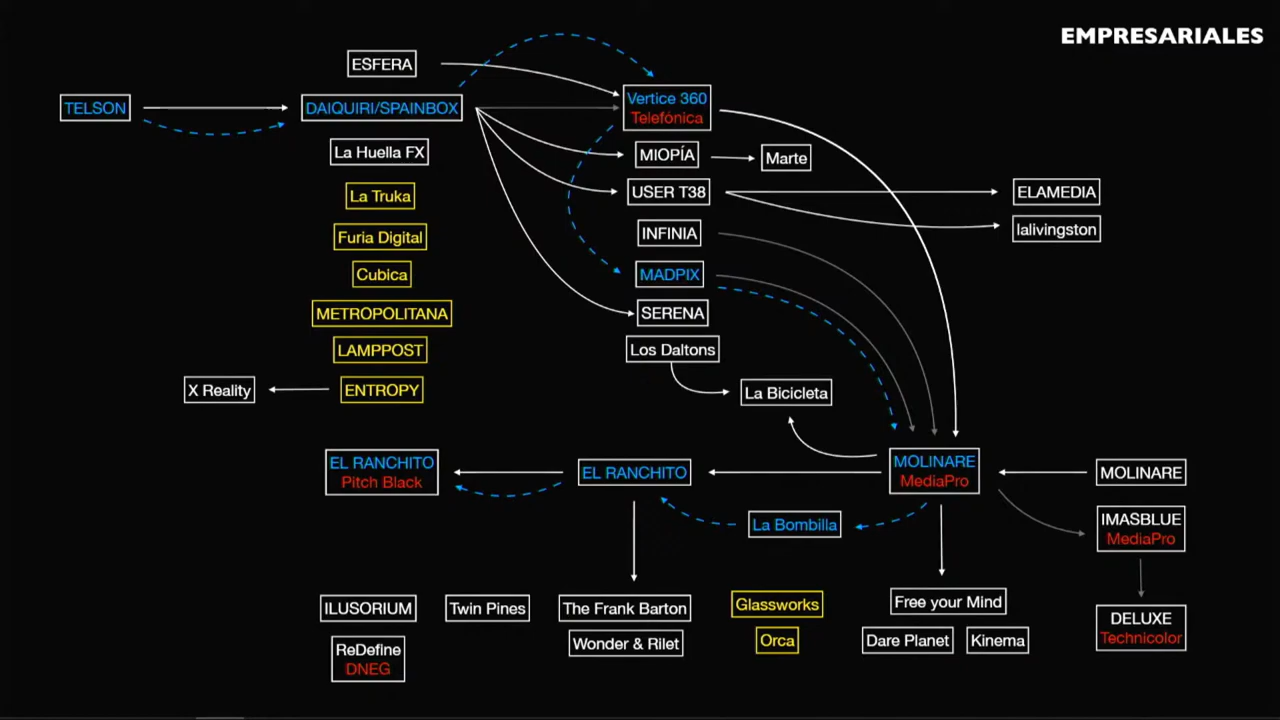 EMPRESARIALES
ESFERA
TELSON
DAIQUIRI/SPAINBOX
Vertice 360
Telefónica
La Huella FX
MIOPÍA
Marte
La Truka
USER T38
ELAMEDIA
Furia Digital
INFINIA
lalivingston
Cubica
MADPIX
METROPOLITANA
SERENA
LAMPPOST
Los Daltons
X Reality
ENTROPY
La Bicicleta
EL RANCHITO
Pitch Black
EL RANCHITO
MOLINARE
MediaPro
MOLINARE
La Bombilla
IMASBLUE
MediaPro
ILUSORIUM
Twin Pines
The Frank Barton
Glassworks
Free your Mind
DELUXE
Technicolor
ReDefine
DNEG
Wonder & Rilet
Orca
Dare Planet
Kinema